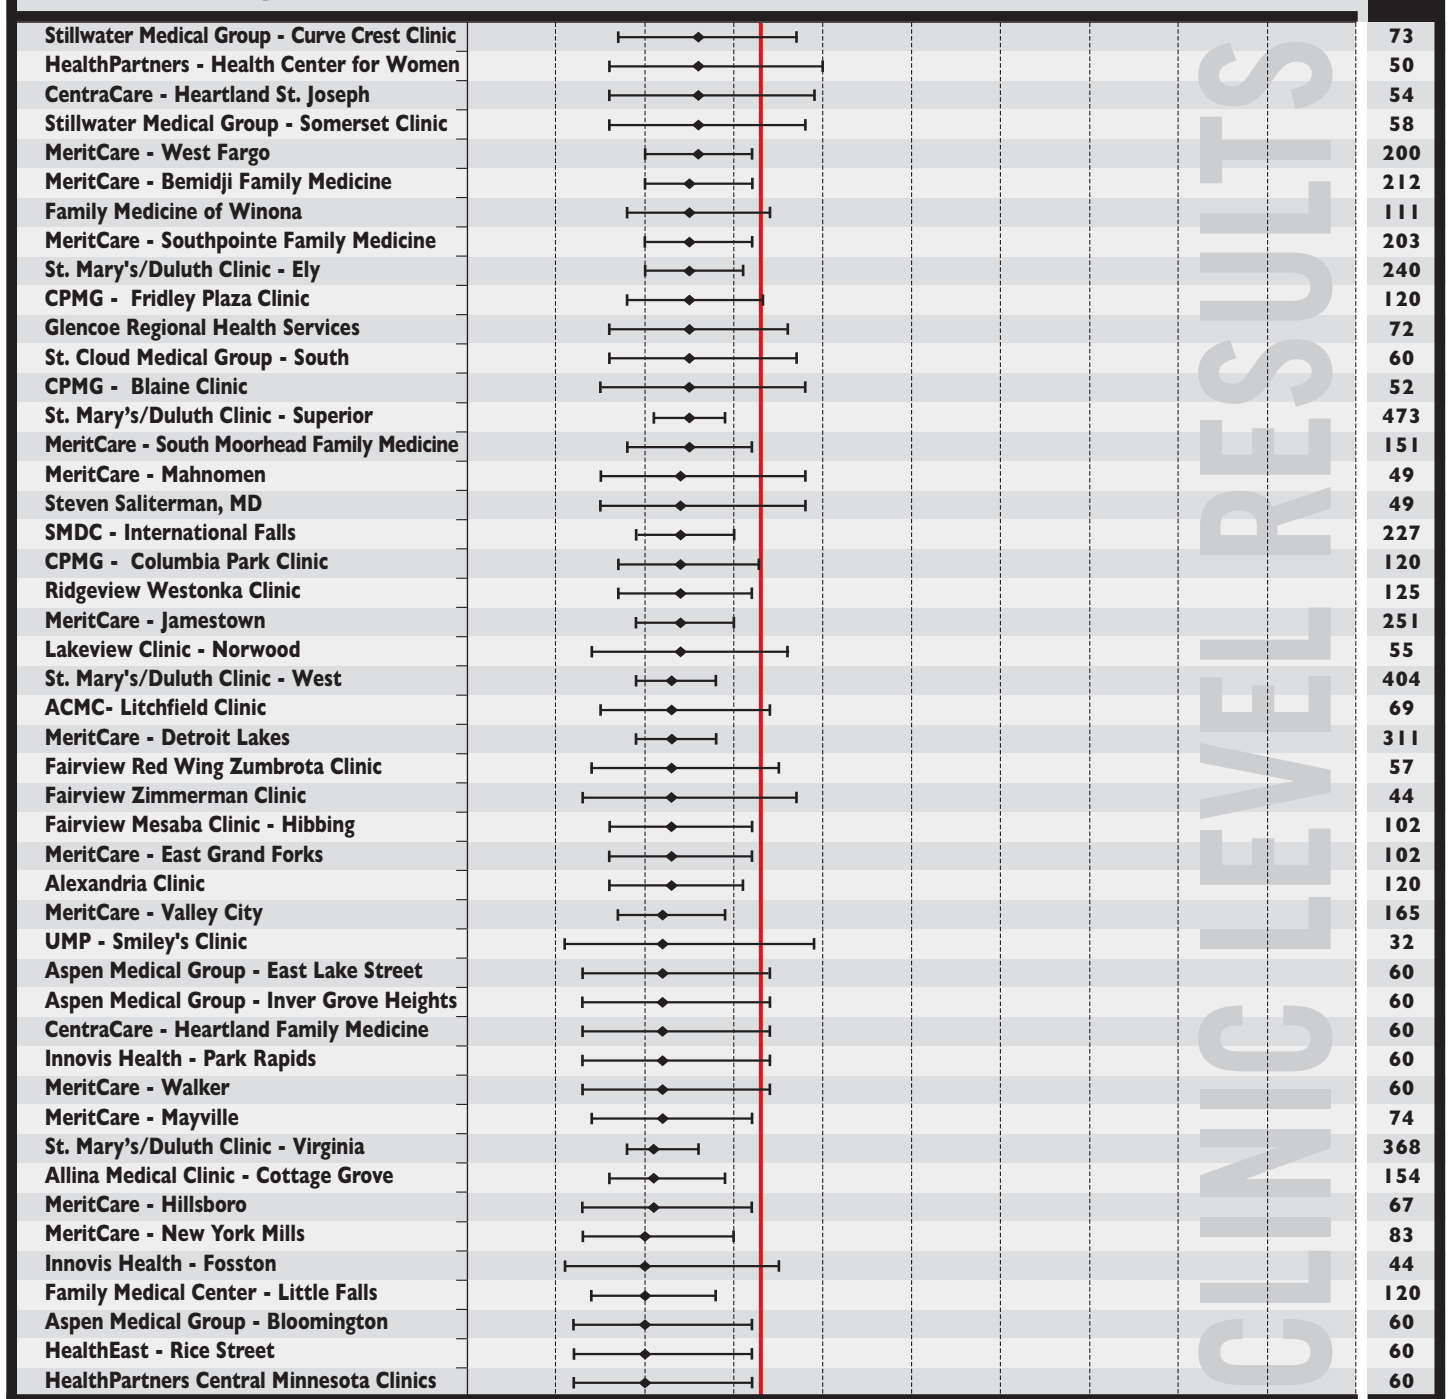 Stillwater Medical Group - Curve Crest Clinic 73
HealthPartners - Health Center for Women 50
CentraCare - Heartland St. Joseph 54
Stillwater Medical Group - Somerset Clinic 58
MeritCare - West Fargo 200
MeritCare - Bemidji Family Medicine 212
Family Medicine of Winona 111
MeritCare - Southpointe Family Medicine 203
St. Mary's/Duluth Clinic - Ely 240
CPMG - Fridley Plaza Clinic 120
Glencoe Regional Health Services 72
St. Cloud Medical Group - South 60
CPMG - Blaine Clinic 52
St. Mary’s/Duluth Clinic - Superior 473
MeritCare - South Moorhead Family Medicine 151
MeritCare - Mahnomen 49
Steven Saliterman, MD 49
SMDC - International Falls 227
CPMG - Columbia Park Clinic 120
Ridgeview Westonka Clinic 125
MeritCare - Jamestown 251
Lakeview Clinic - Norwood 55
St. Mary's/Duluth Clinic - West 404
ACMC- Litchfield Clinic 69
MeritCare - Detroit Lakes 311
Fairview Red Wing Zumbrota Clinic 57
Fairview Zimmerman Clinic 44
Fairview Mesaba Clinic - Hibbing 102
MeritCare - East Grand Forks 102
Alexandria Clinic 120
MeritCare - Valley City 165
UMP - Smiley's Clinic 32
Aspen Medical Group - East Lake Street 60
Aspen Medical Group - Inver Grove Heights 60
CentraCare - Heartland Family Medicine 60
Innovis Health - Park Rapids 60
MeritCare - Walker 60
MeritCare - Mayville 74
St. Mary’s/Duluth Clinic - Virginia 368
Allina Medical Clinic - Cottage Grove 154
MeritCare - Hillsboro 67
MeritCare - New York Mills 83
Innovis Health - Fosston 44
Family Medical Center - Little Falls 120
Aspen Medical Group - Bloomington 60
HealthEast - Rice Street 60
HealthPartners Central Minnesota Clinics 60
CLINIC LEVEL RESULTS